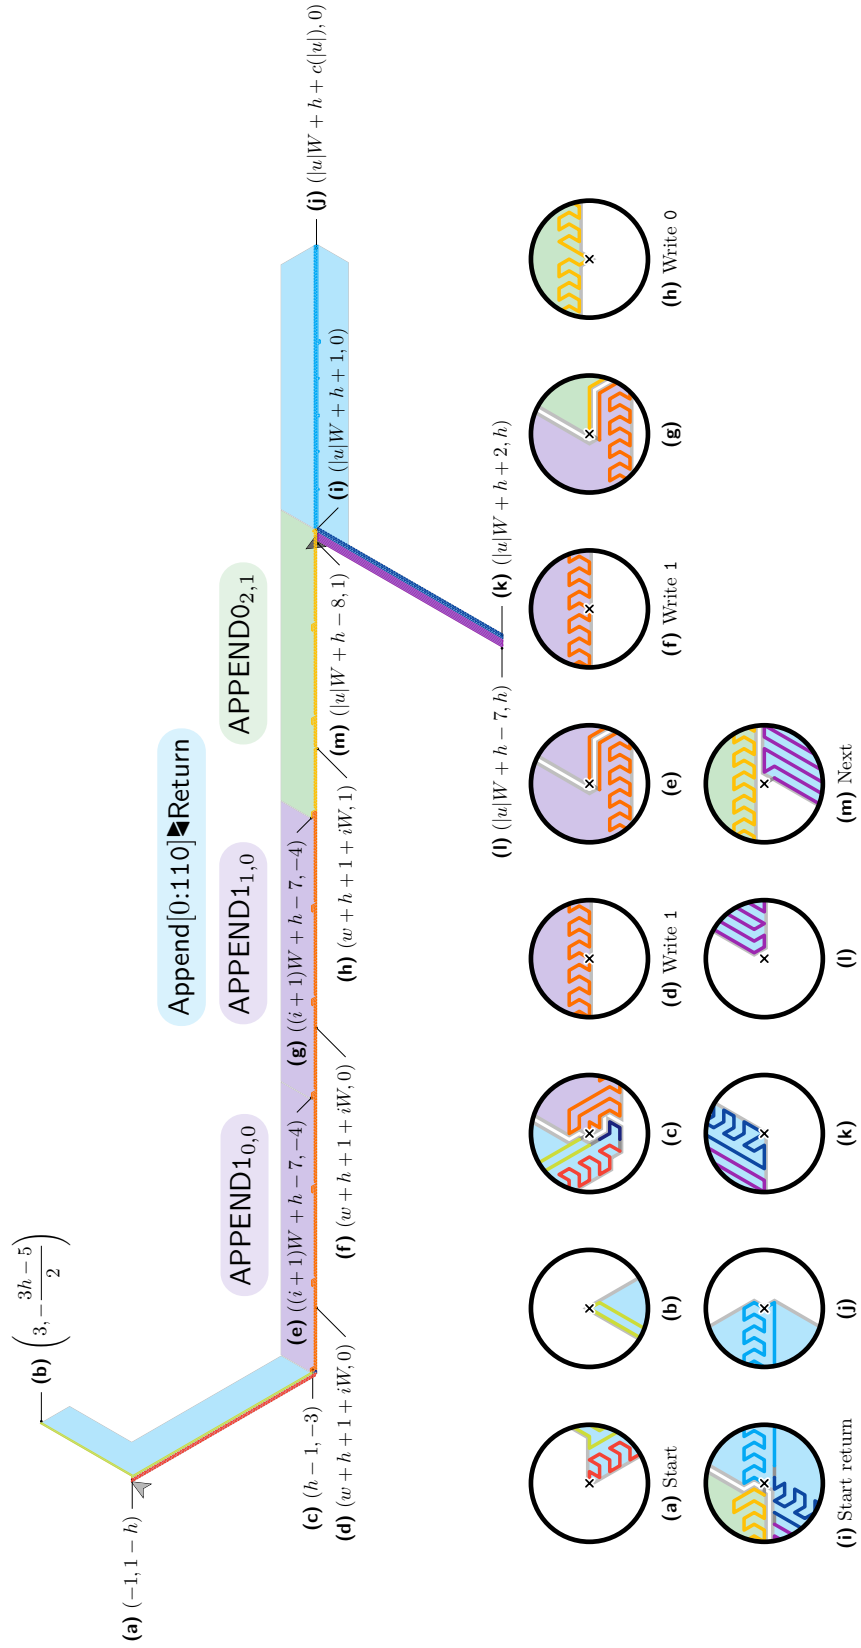 (b) (3, −(3h − 5)/2)
(a) (−1, 1 − h)
Append[0:110]Return
APPEND1_{0,0}
APPEND1_{1,0}
APPEND0_{2,1}
(e) ((i + 1)W + h − 7, −4)
(g) ((i + 1)W + h − 7, −4)
(i) (|u|W + h + 1, 0)
(j) (|u|W + h + c(|u|), 0)
(c) (h − 1, −3)
(d) (w + h + 1 + iW, 0)
(f) (w + h + 1 + iW, 0)
(h) (w + h + 1 + iW, 1)
(m) (|u|W + h − 8, 1)
(l) (|u|W + h − 7, h)
(k) (|u|W + h + 2, h)
(a) Start
(b)
(c)
(d) Write 1
(e)
(f) Write 1
(g)
(h) Write 0
(i) Start return
(j)
(k)
(l)
(m) Next